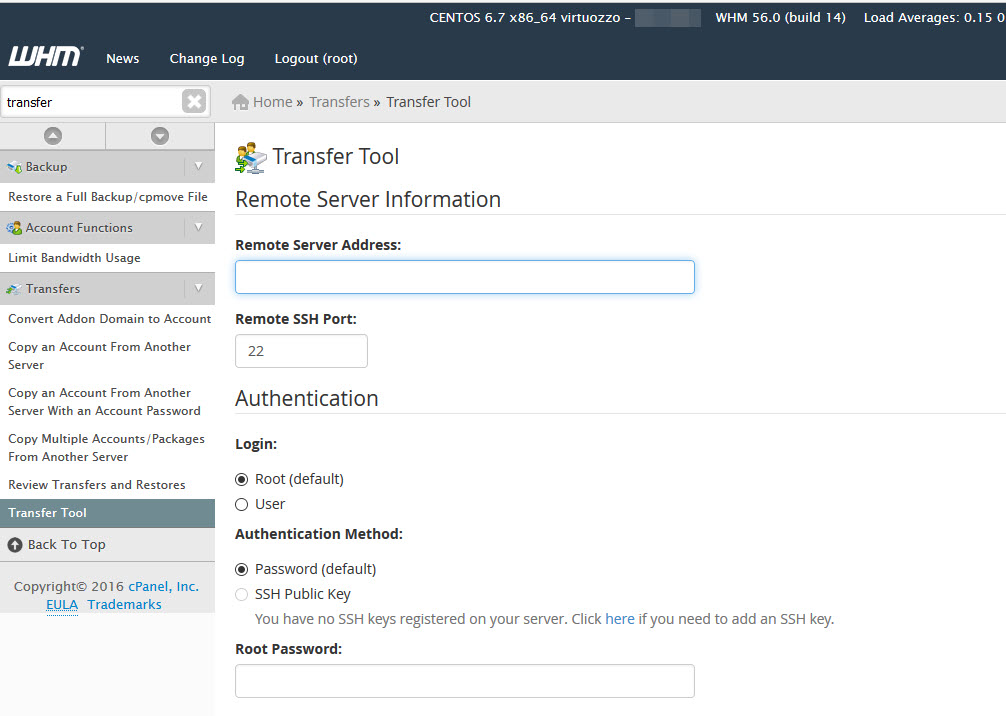 CENTOS 6.7 x86_64 virtuozzo – WHM 56.0 (build 14) Load Averages: 0.15 0
WHM News Change Log Logout (root)
transfer
Home » Transfers » Transfer Tool
Backup
Restore a Full Backup/cpmove File
Account Functions
Limit Bandwidth Usage
Transfers
Convert Addon Domain to Account
Copy an Account From Another
Server
Copy an Account From Another
Server With an Account Password
Copy Multiple Accounts/Packages
From Another Server
Review Transfers and Restores
Transfer Tool
Back To Top
Copyright© 2016 cPanel, Inc.
EULA Trademarks
Transfer Tool
Remote Server Information
Remote Server Address:
Remote SSH Port:
22
Authentication
Login:
Root (default)
User
Authentication Method:
Password (default)
SSH Public Key
You have no SSH keys registered on your server. Click here if you need to add an SSH key.
Root Password: